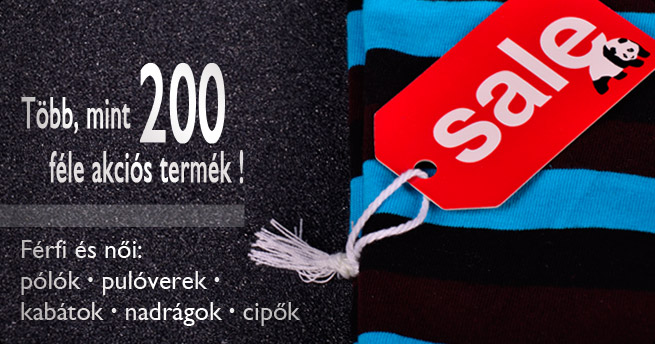 Több, mint 200
féle akciós termék !
Férfi és női:
pólók • pulóverek •
kabátok • nadrágok • cipők
sale